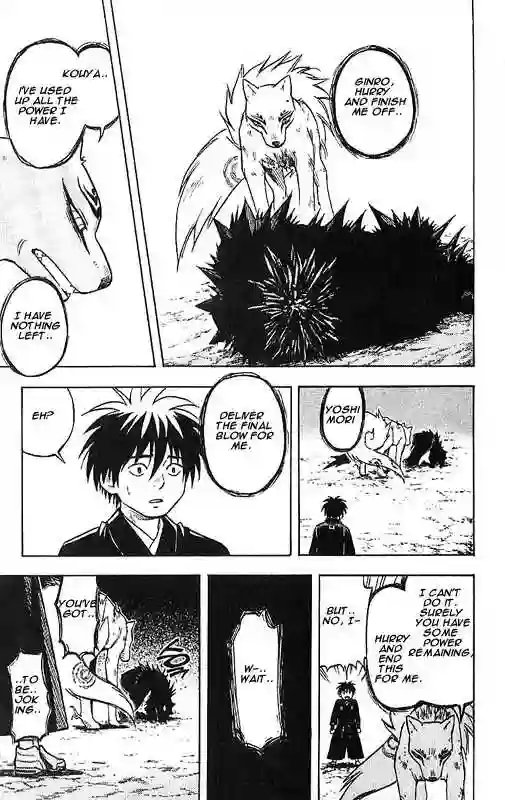 GINRO,
HURRY
AND FINISH
ME OFF..
KOUYA..
I'VE USED
UP ALL THE
POWER I
HAVE.
I HAVE
NOTHING
LEFT..
YOSHI
MORI
DELIVER
THE FINAL
BLOW FOR
ME.
EH?
I CAN'T
DO IT. SURELY
YOU HAVE
SOME
POWER
REMAINING,
HURRY
AND
END
THIS
FOR ME.
BUT..
NO, I-
W-..
WAIT..
YOU'VE
GOT..
..TO
BE..
JOK
ING..